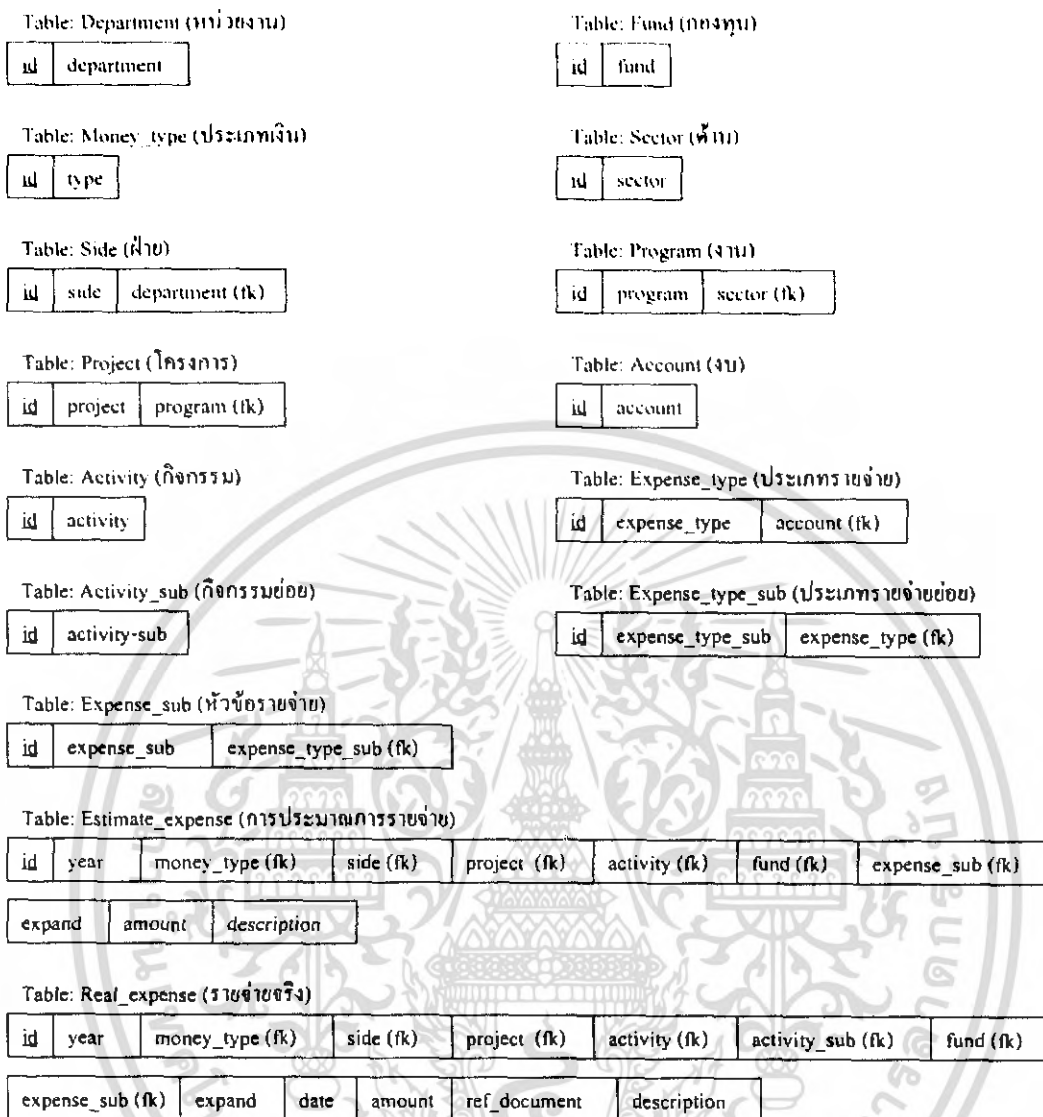 Table: Department (หน่วยงาน)
id department
Table: Fund (กองทุน)
id fund
Table: Money_type (ประเภทเงิน)
id type
Table: Sector (ด้าน)
id sector
Table: Side (ฝ่าย)
id side department (fk)
Table: Program (งาน)
id program sector (fk)
Table: Project (โครงการ)
id project program (fk)
Table: Account (งบ)
id account
Table: Activity (กิจกรรม)
id activity
Table: Expense_type (ประเภทรายจ่าย)
id expense_type account (fk)
Table: Activity_sub (กิจกรรมย่อย)
id activity-sub
Table: Expense_type_sub (ประเภทรายจ่ายย่อย)
id expense_type_sub expense_type (fk)
Table: Expense_sub (หัวข้อรายจ่าย)
id expense_sub expense_type_sub (fk)
Table: Estimate_expense (การประมาณการรายจ่าย)
id year money_type (fk) side (fk) project (fk) activity (fk) fund (fk) expense_sub (fk)
expand amount description
Table: Real_expense (รายจ่ายจริง)
id year money_type (fk) side (fk) project (fk) activity (fk) activity_sub (fk) fund (fk)
expense_sub (fk) expand date amount ref_document description